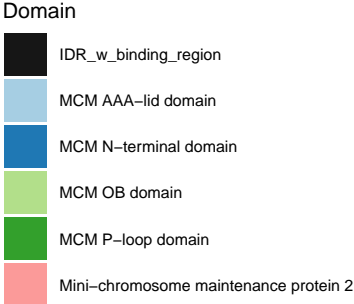 Domain
IDR_w_binding_region
MCM AAA−lid domain
MCM N−terminal domain
MCM OB domain
MCM P−loop domain
Mini−chromosome maintenance protein 2